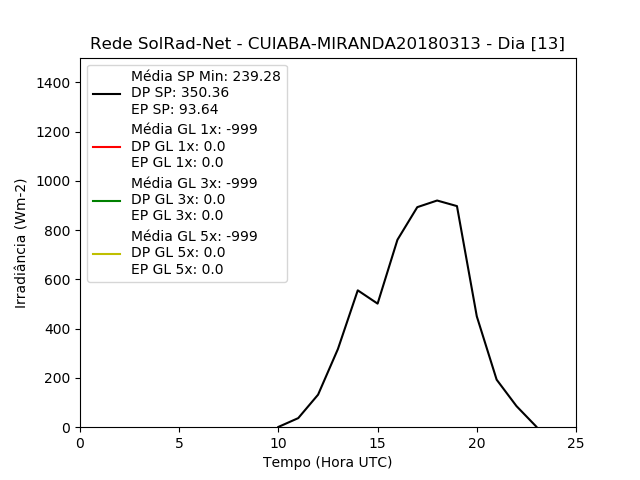 Rede SolRad-Net - CUIABA-MIRANDA20180313 - Dia [13]
Média SP Min: 239.28
DP SP: 350.36
EP SP: 93.64
Média GL 1x: -999
DP GL 1x: 0.0
EP GL 1x: 0.0
Média GL 3x: -999
DP GL 3x: 0.0
EP GL 3x: 0.0
Média GL 5x: -999
DP GL 5x: 0.0
EP GL 5x: 0.0
Irradiância (Wm-2)
1400
1200
1000
800
600
400
200
0
0 5 10 15 20 25
Tempo (Hora UTC)